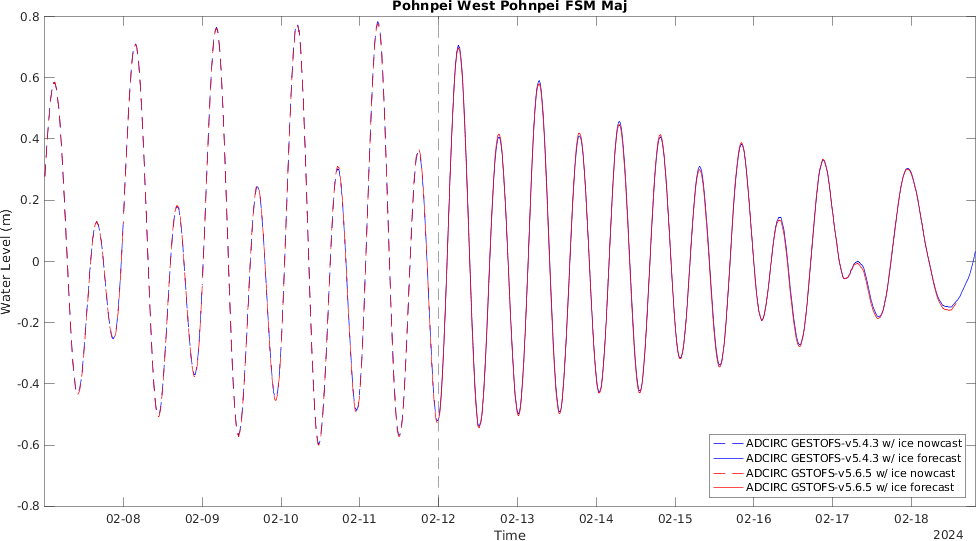 Pohnpei West Pohnpei FSM Maj
0.8
0.6
0.4
0.2
0
-0.2
-0.4
-0.6
-0.8
Water Level (m)
ADCIRC GESTOFS-v5.4.3 w/ ice nowcast
ADCIRC GESTOFS-v5.4.3 w/ ice forecast
ADCIRC GSTOFS-v5.6.5 w/ ice nowcast
ADCIRC GSTOFS-v5.6.5 w/ ice forecast
02-08 02-09 02-10 02-11 02-12 02-13 02-14 02-15 02-16 02-17 02-18
Time
2024